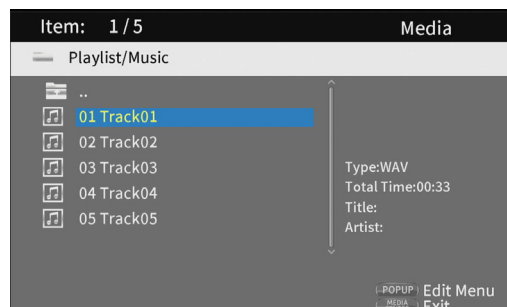 Item: 1/5 Media
Playlist/Music
..
01 Track01
02 Track02
03 Track03
04 Track04
05 Track05
Type:WAV
Total Time:00:33
Title:
Artist:
POPUP Edit Menu
MEDIA Exit